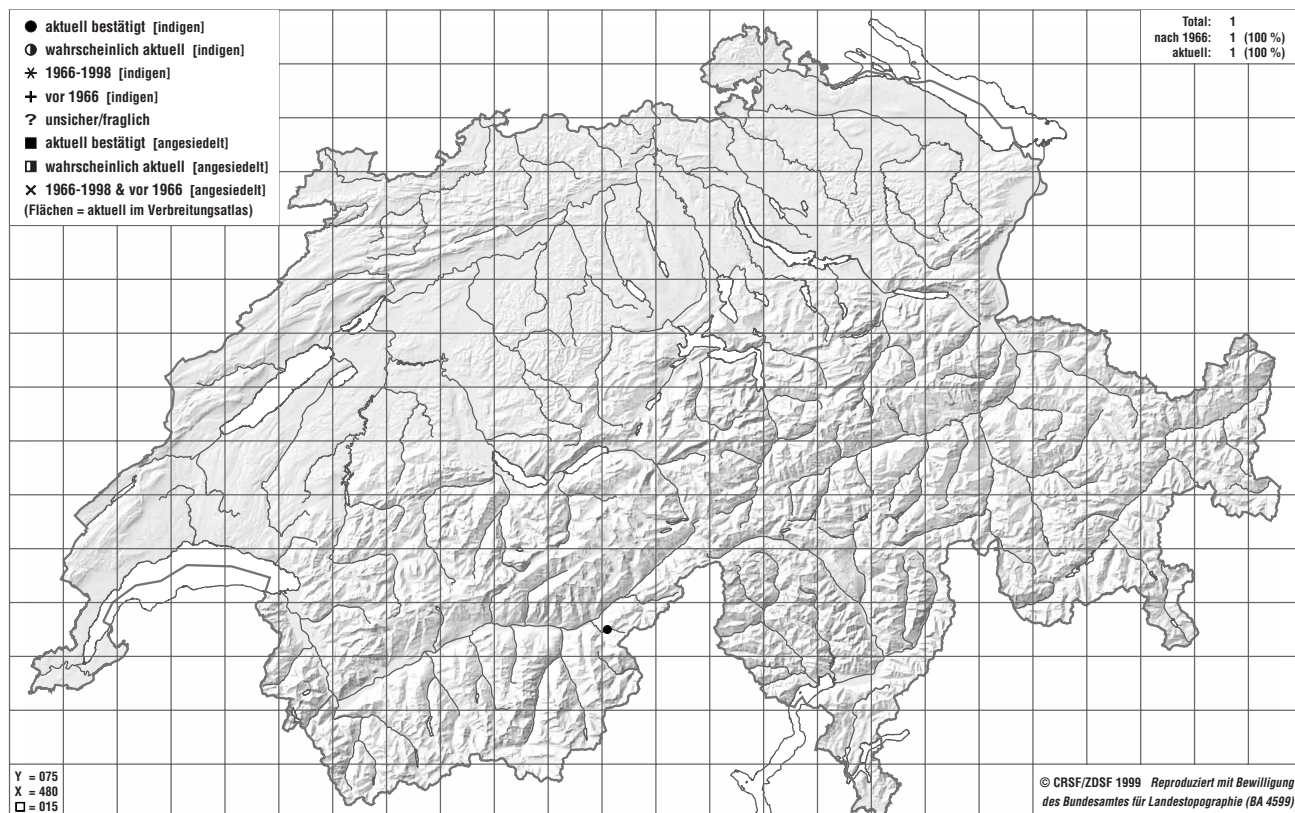 aktuell bestätigt [indigen]
wahrscheinlich aktuell [indigen]
1966-1998 [indigen]
vor 1966 [indigen]
? unsicher/fraglich
aktuell bestätigt [angesiedelt]
wahrscheinlich aktuell [angesiedelt]
1966-1998 & vor 1966 [angesiedelt]
(Flächen = aktuell im Verbreitungsatlas)
Total: 1
nach 1966: 1 (100 %)
aktuell: 1 (100 %)
Y = 075
X = 480
= 015
© CRSF/ZDSF 1999 Reproduziert mit Bewilligung
des Bundesamtes für Landestopographie (BA 4599)